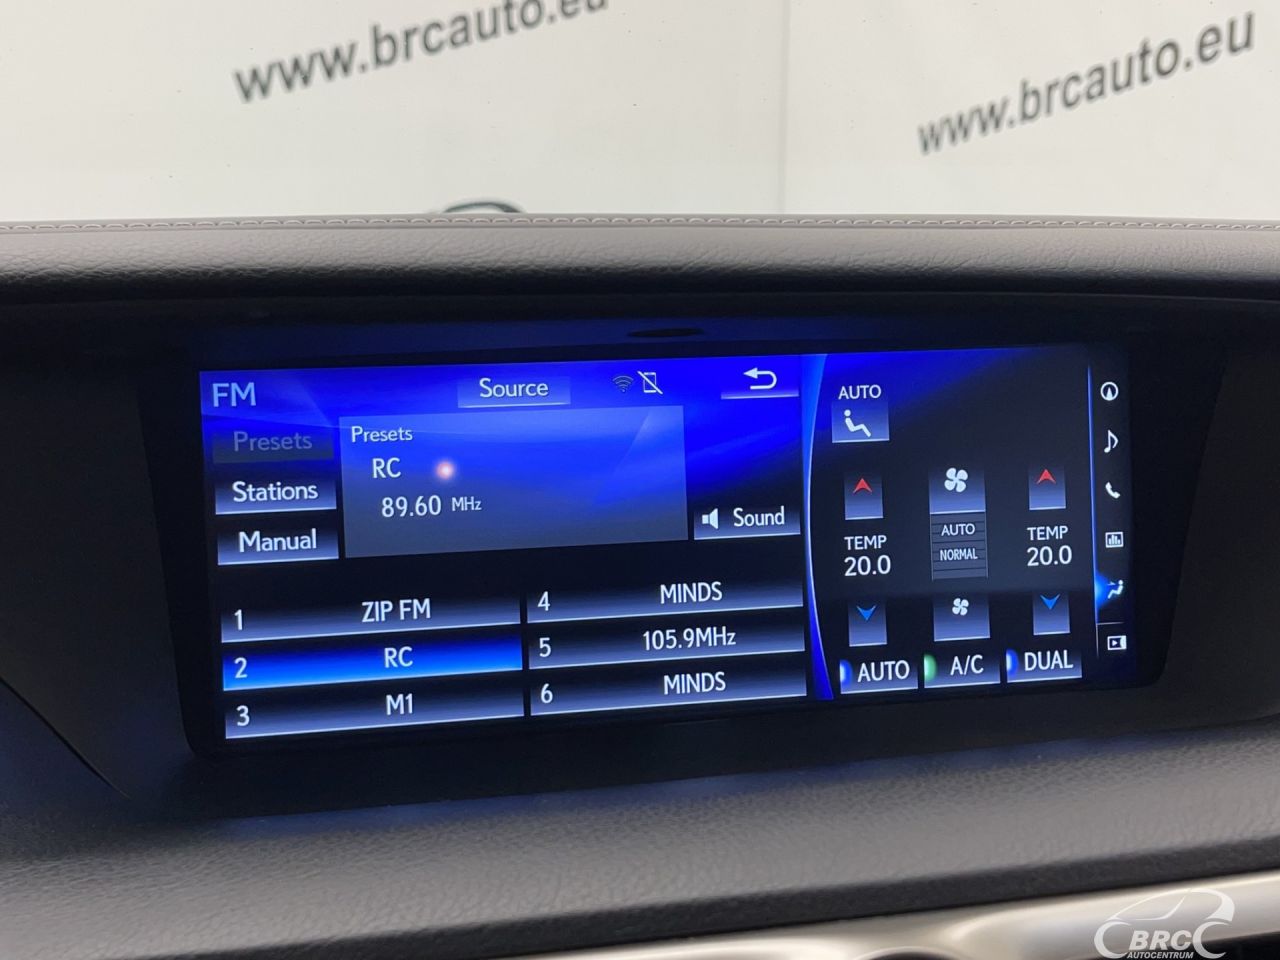 www.brcauto.eu
www.brcauto.eu
FM
Source
Presets
Stations
Manual
Presets
RC
89.60 MHz
Sound
1 ZIP FM
2 RC
3 M1
4 MINDS
5 105.9MHz
6 MINDS
AUTO
TEMP
20.0
AUTO
NORMAL
TEMP
20.0
AUTO
A/C
DUAL
BRC
AUTOCENTRUM